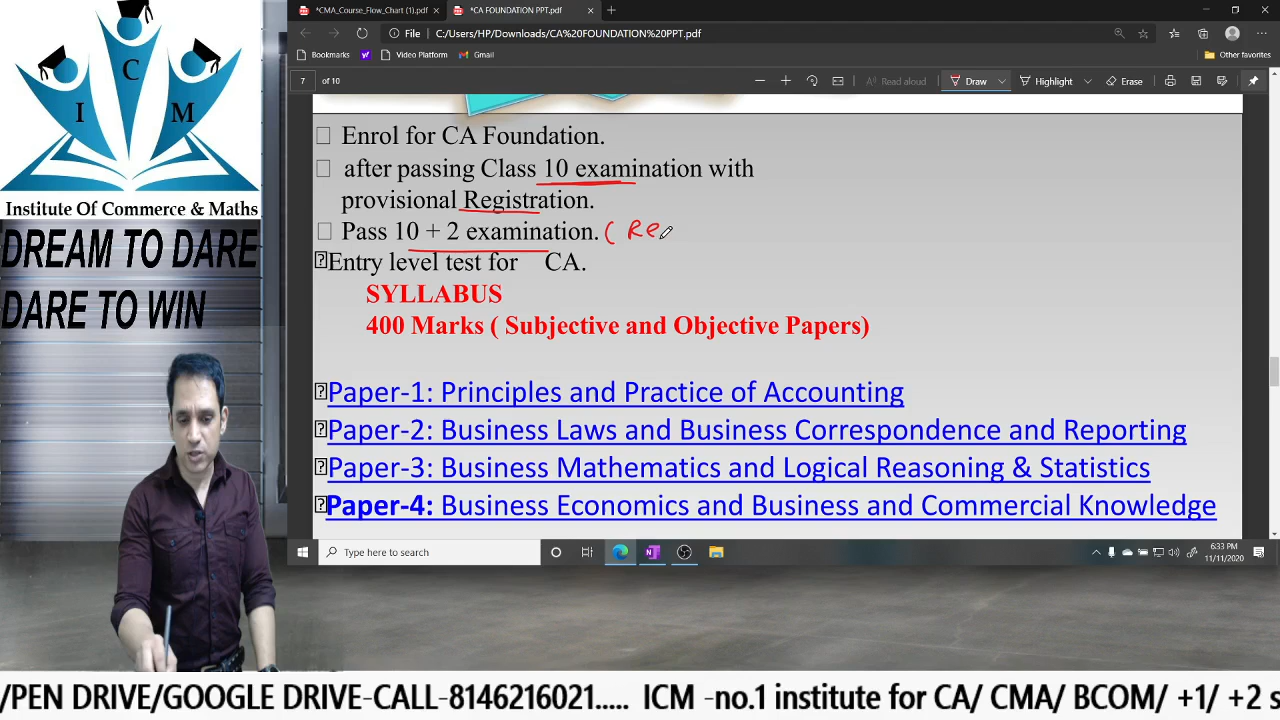 *CMA_Course_Flow_Chart (1).pdf
*CA FOUNDATION PPT.pdf
File C:/Users/HP/Downloads/CA%20FOUNDATION%20PPT.pdf
Bookmarks Video Platform Gmail Other favorites
7 of 10 Read aloud Draw Highlight Erase
I C M
Institute Of Commerce & Maths
DREAM TO DARE
DARE TO WIN
Enrol for CA Foundation.
after passing Class 10 examination with
provisional Registration.
Pass 10 + 2 examination. ( Re
Entry level test for CA.
SYLLABUS
400 Marks ( Subjective and Objective Papers)
Paper-1: Principles and Practice of Accounting
Paper-2: Business Laws and Business Correspondence and Reporting
Paper-3: Business Mathematics and Logical Reasoning & Statistics
Paper-4: Business Economics and Business and Commercial Knowledge
Type here to search
6:33 PM
11/11/2020
/PEN DRIVE/GOOGLE DRIVE-CALL-8146216021..... ICM -no.1 institute for CA/ CMA/ BCOM/ +1/ +2 s